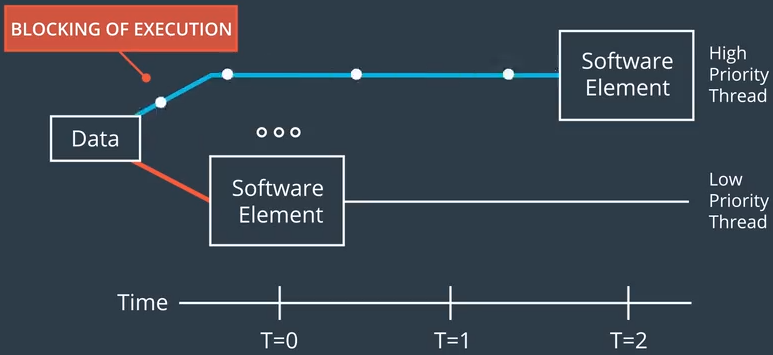 BLOCKING OF EXECUTION
Software
Element
High
Priority
Thread
Data
Software
Element
Low
Priority
Thread
Time
T=0
T=1
T=2